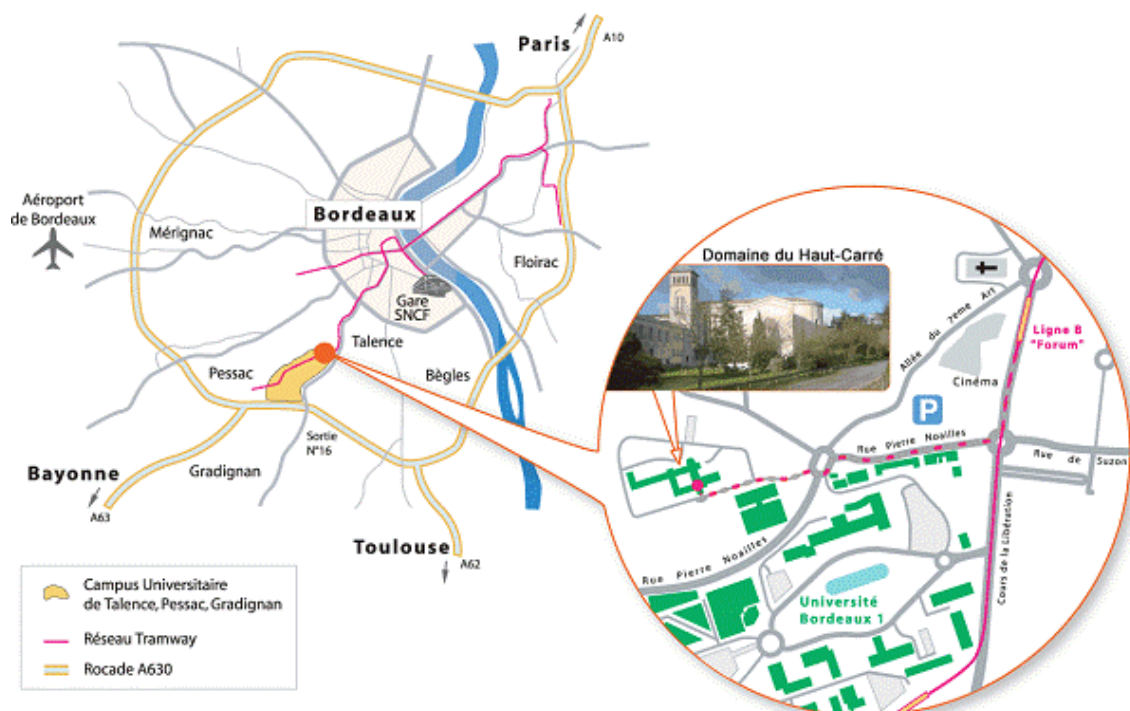 Paris
A10
Aéroport
de Bordeaux
Mérignac
Bordeaux
Floirac
Gare
SNCF
Talence
Pessac
Bègles
Sortie
N°16
Gradignan
Bayonne
A63
Toulouse
A62
Campus Universitaire
de Talence, Pessac, Gradignan
Réseau Tramway
Rocade A630
Domaine du Haut-Carré
Allée du 7eme Art
Ligne B
"Forum"
Cinéma
P
Rue Pierre Noailles
Rue de Suzon
Rue Pierre Noailles
Cours de la Libération
Université
Bordeaux 1